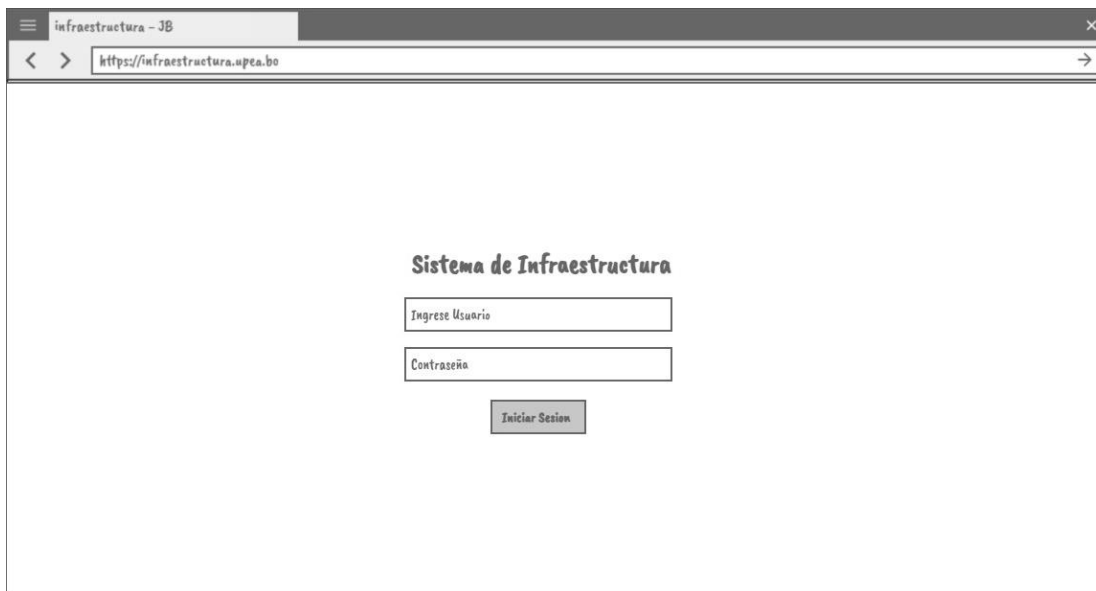 infraestructura - JB
https://infraestructura.upea.bo
Sistema de Infraestructura
Ingrese Usuario
Contraseña
Iniciar Sesion